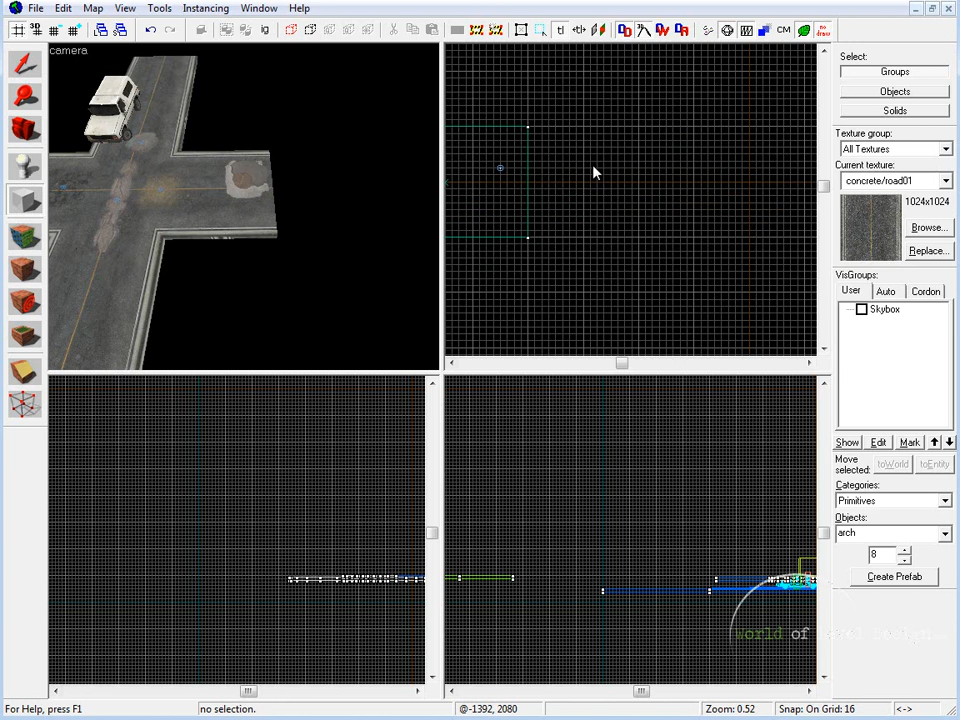 File Edit Map View Tools Instancing Window Help
camera
Select:
Groups
Objects
Solids
Texture group:
All Textures
Current texture:
concrete/road01
1024x1024
Browse...
Replace...
VisGroups:
User Auto Cordon
Skybox
Show Edit Mark
Move
selected:
toWorld toEntity
Categories:
Primitives
Objects:
arch
8
Create Prefab
world of level design
For Help, press F1 no selection. @-1392, 2080 Zoom: 0.52 Snap: On Grid: 16 <->